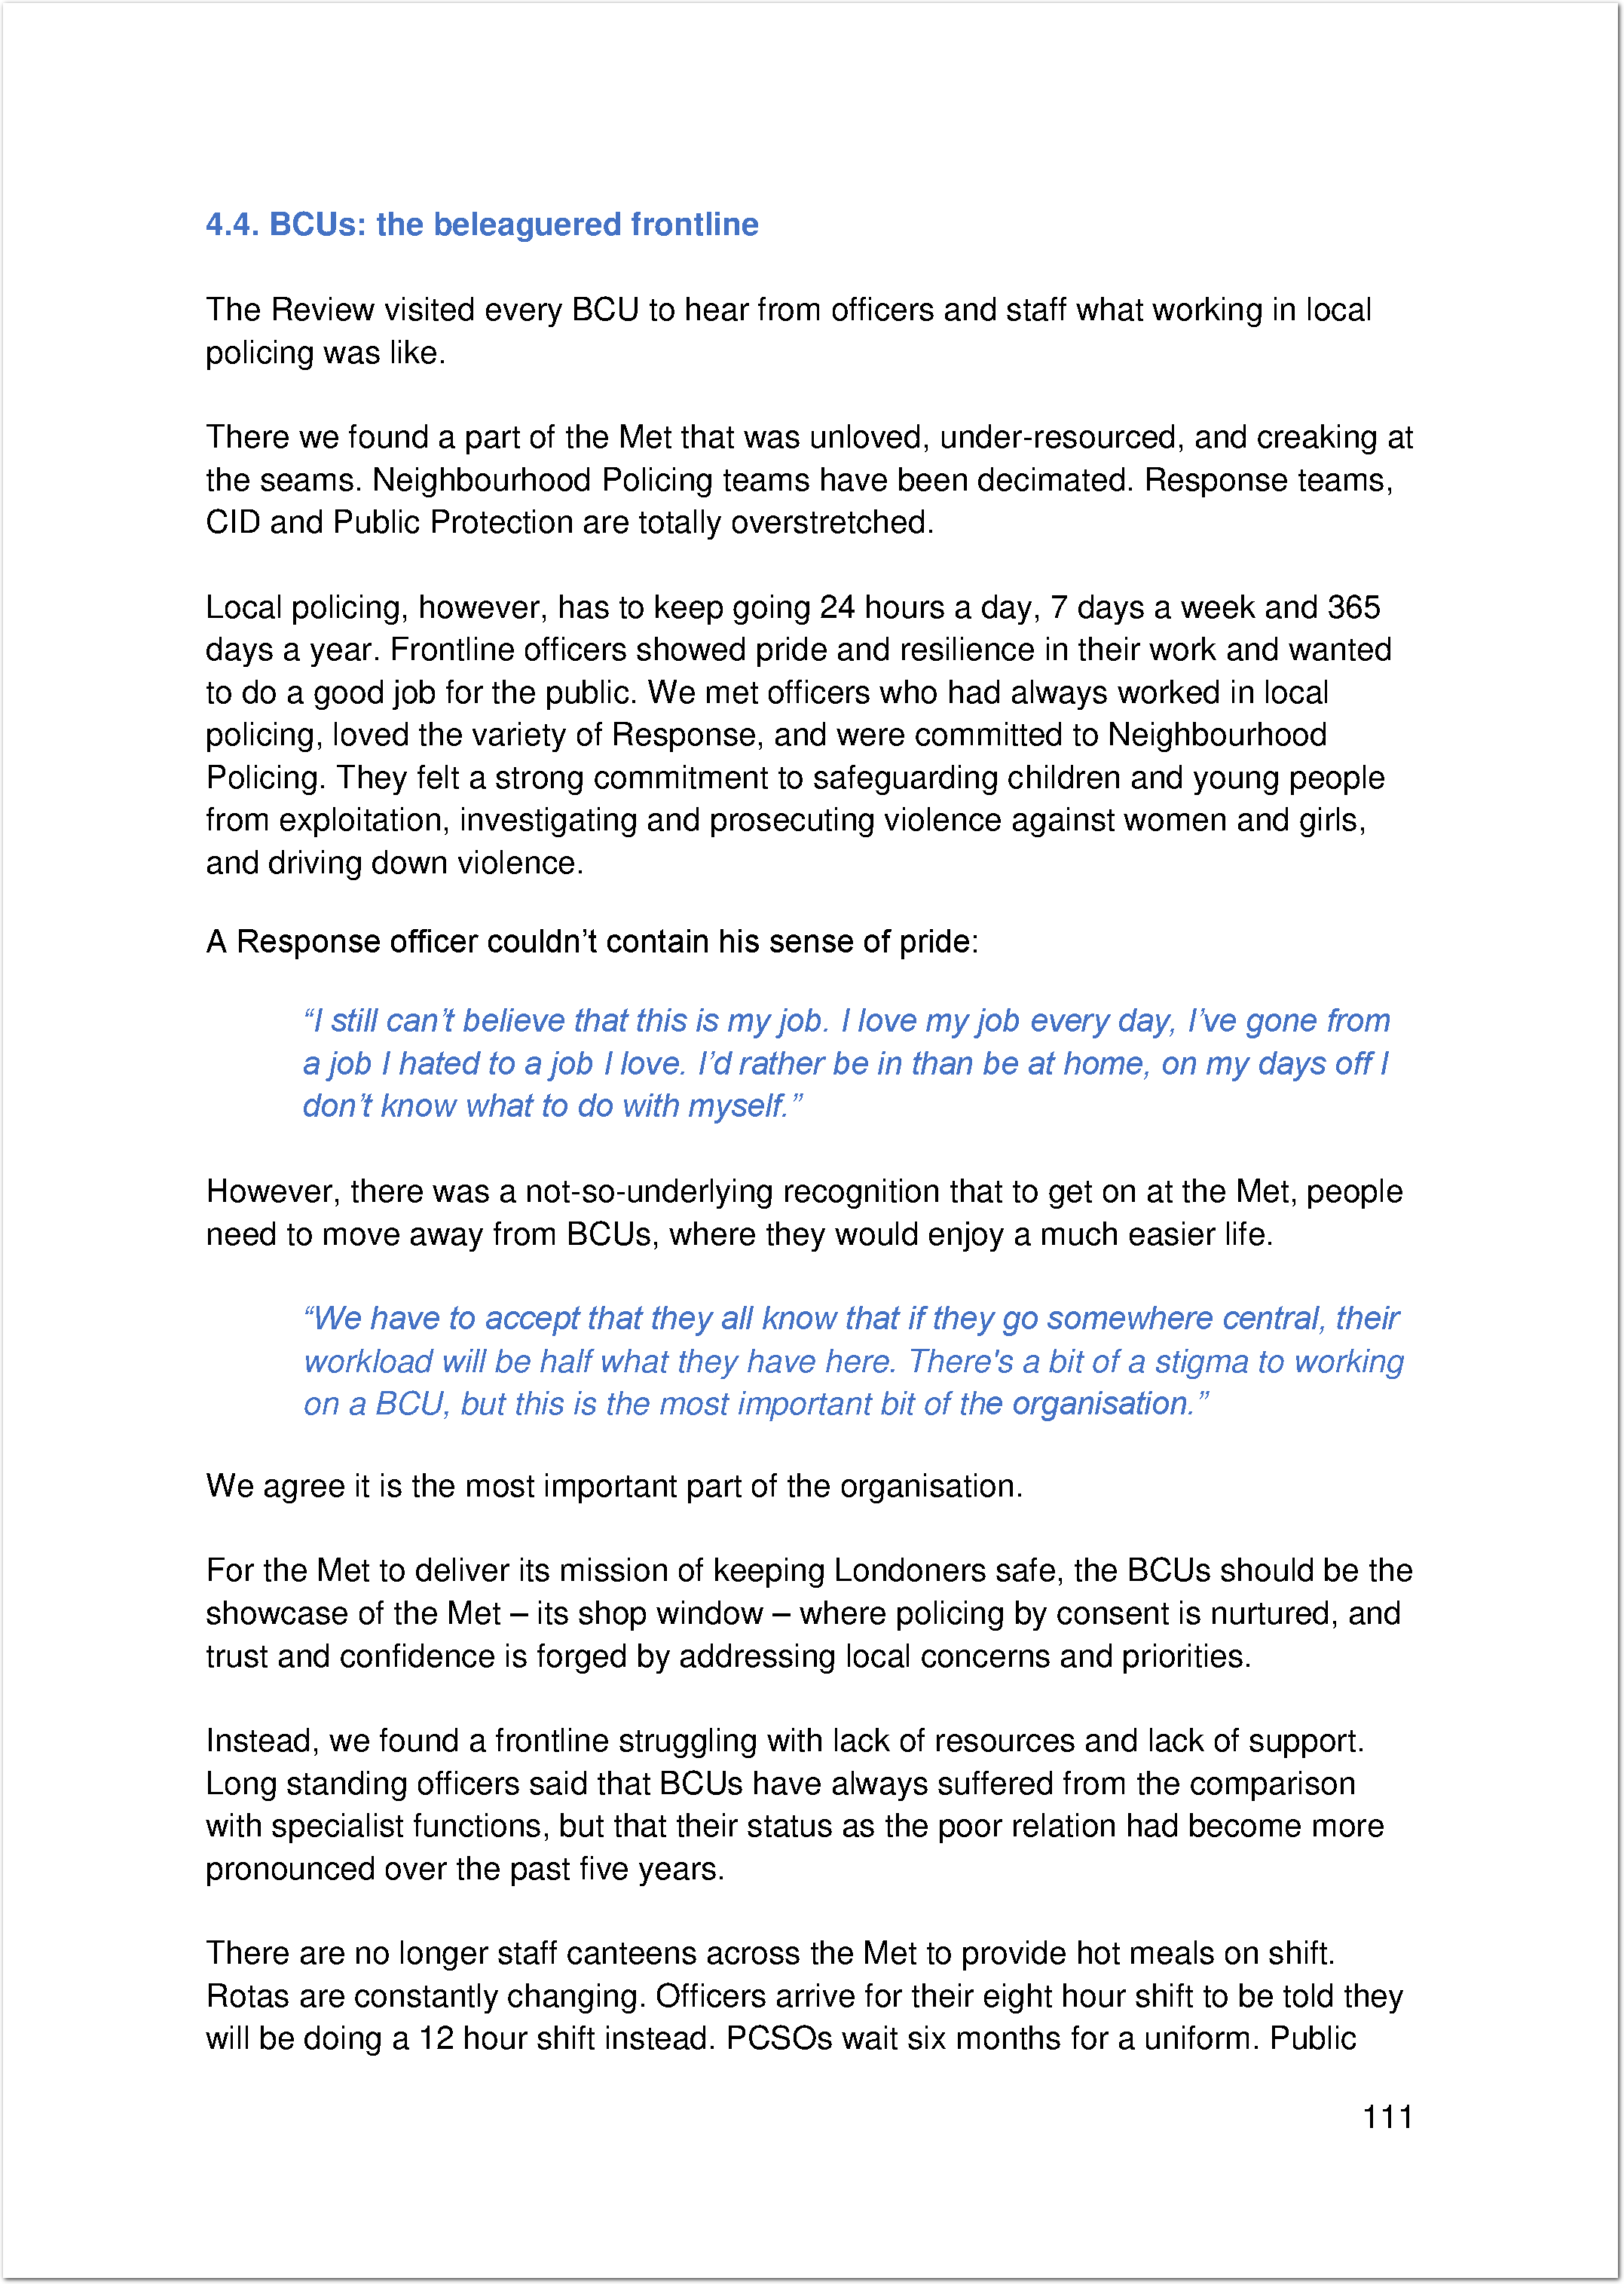 4.4. BCUs: the beleaguered frontline
The Review visited every BCU to hear from officers and staff what working in local
policing was like.
There we found a part of the Met that was unloved, under-resourced, and creaking at
the seams. Neighbourhood Policing teams have been decimated. Response teams,
CID and Public Protection are totally overstretched.
Local policing, however, has to keep going 24 hours a day, 7 days a week and 365
days a year. Frontline officers showed pride and resilience in their work and wanted
to do a good job for the public. We met officers who had always worked in local
policing, loved the variety of Response, and were committed to Neighbourhood
Policing. They felt a strong commitment to safeguarding children and young people
from exploitation, investigating and prosecuting violence against women and girls,
and driving down violence.
A Response officer couldn’t contain his sense of pride:
“I still can’t believe that this is my job. I love my job every day, I’ve gone from
a job I hated to a job I love. I’d rather be in than be at home, on my days off I
don’t know what to do with myself.”
However, there was a not-so-underlying recognition that to get on at the Met, people
need to move away from BCUs, where they would enjoy a much easier life.
“We have to accept that they all know that if they go somewhere central, their
workload will be half what they have here. There's a bit of a stigma to working
on a BCU, but this is the most important bit of the organisation.”
We agree it is the most important part of the organisation.
For the Met to deliver its mission of keeping Londoners safe, the BCUs should be the
showcase of the Met – its shop window – where policing by consent is nurtured, and
trust and confidence is forged by addressing local concerns and priorities.
Instead, we found a frontline struggling with lack of resources and lack of support.
Long standing officers said that BCUs have always suffered from the comparison
with specialist functions, but that their status as the poor relation had become more
pronounced over the past five years.
There are no longer staff canteens across the Met to provide hot meals on shift.
Rotas are constantly changing. Officers arrive for their eight hour shift to be told they
will be doing a 12 hour shift instead. PCSOs wait six months for a uniform. Public
111